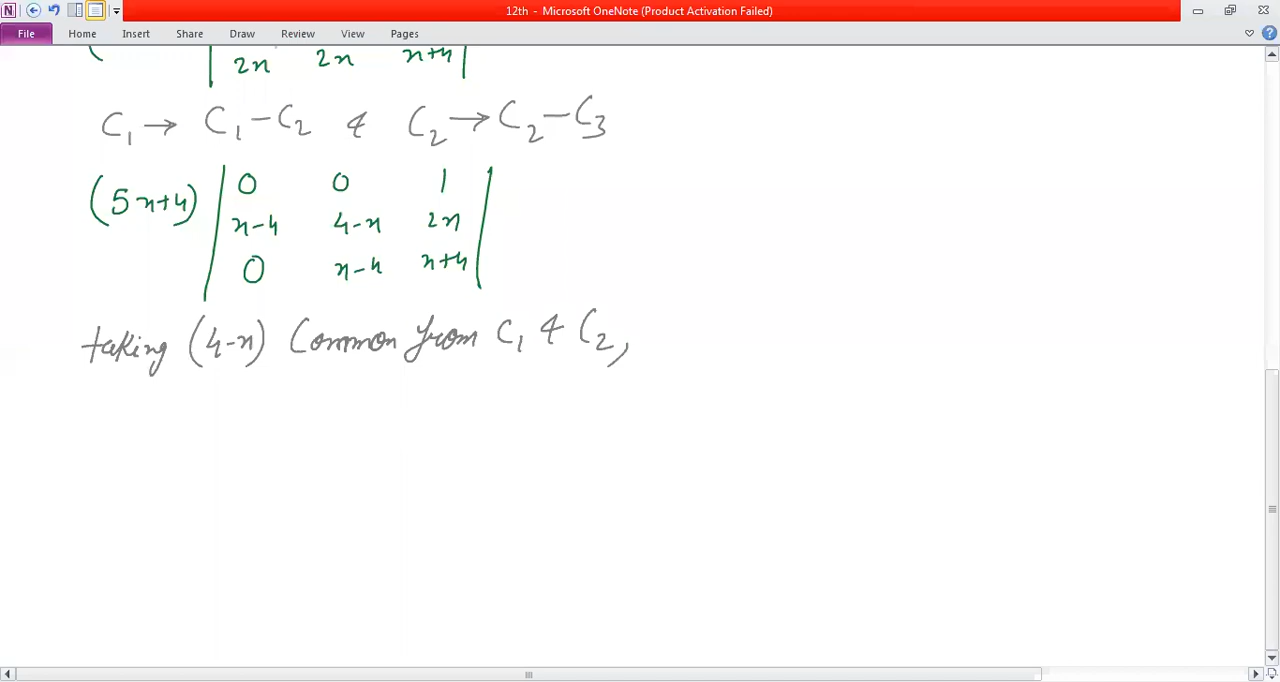 12th - Microsoft OneNote (Product Activation Failed)
File Home Insert Share Draw Review View Pages
( | 2x 2x x+4 |
C₁ → C₁ - C₂ & C₂ → C₂ - C₃
(5x+4) | 0 0 1 |
| x-4 4-x 2x |
| 0 x-4 x+4 |
taking (4-x) Common from C₁ & C₂,